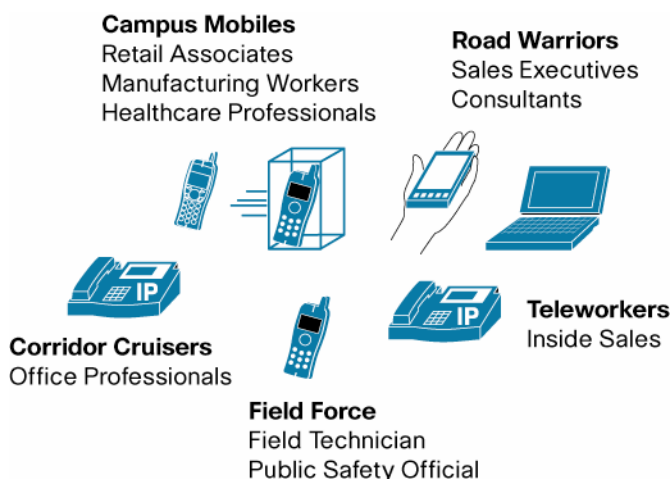 Campus Mobiles
Retail Associates
Manufacturing Workers
Healthcare Professionals
Road Warriors
Sales Executives
Consultants
IP
IP
Corridor Cruisers
Office Professionals
Teleworkers
Inside Sales
Field Force
Field Technician
Public Safety Official